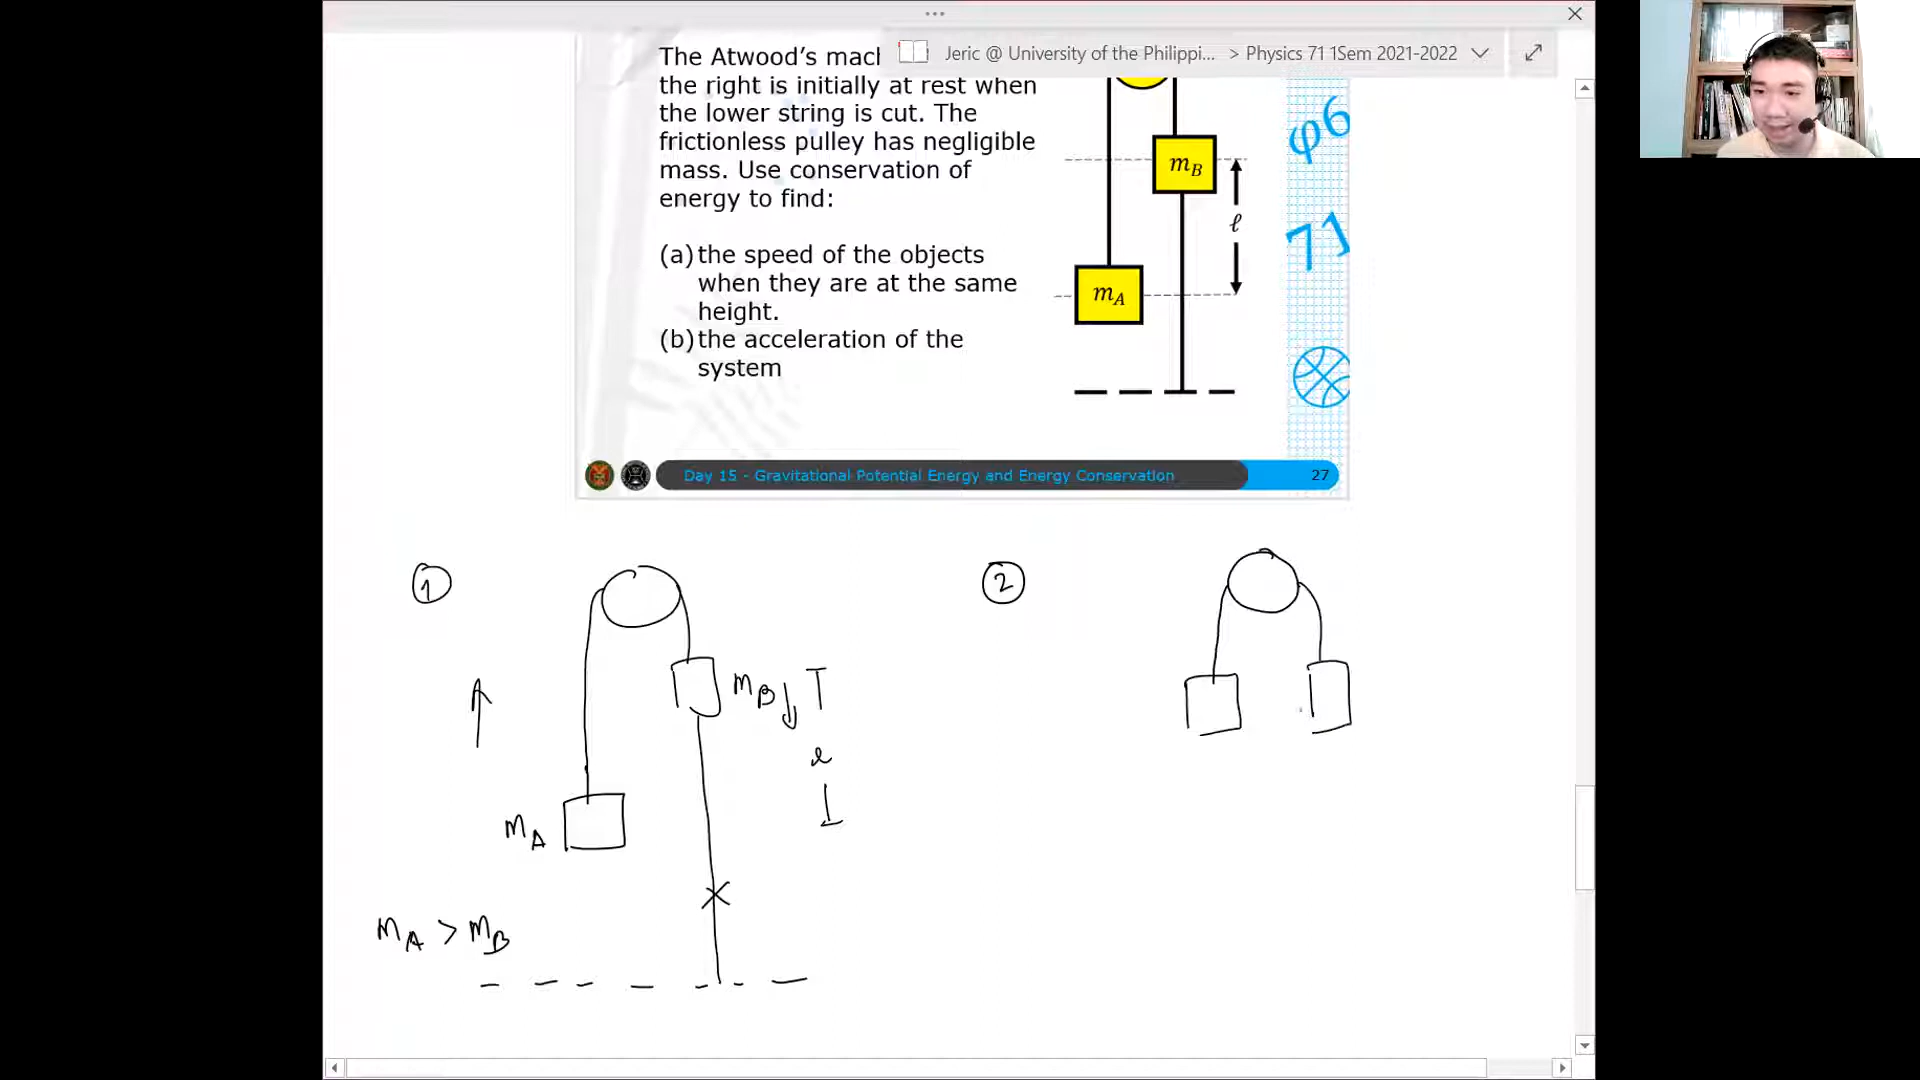 Jeric @ University of the Philippi... > Physics 71 1Sem 2021-2022
The Atwood's mach
the right is initially at rest when
the lower string is cut. The
frictionless pulley has negligible
mass. Use conservation of
energy to find:
(a) the speed of the objects
when they are at the same
height.
(b) the acceleration of the
system
m_B
ℓ
m_A
φ6
71
Day 15 - Gravitational Potential Energy and Energy Conservation
27
1
2
m_B
ℓ
m_A
m_A > m_B